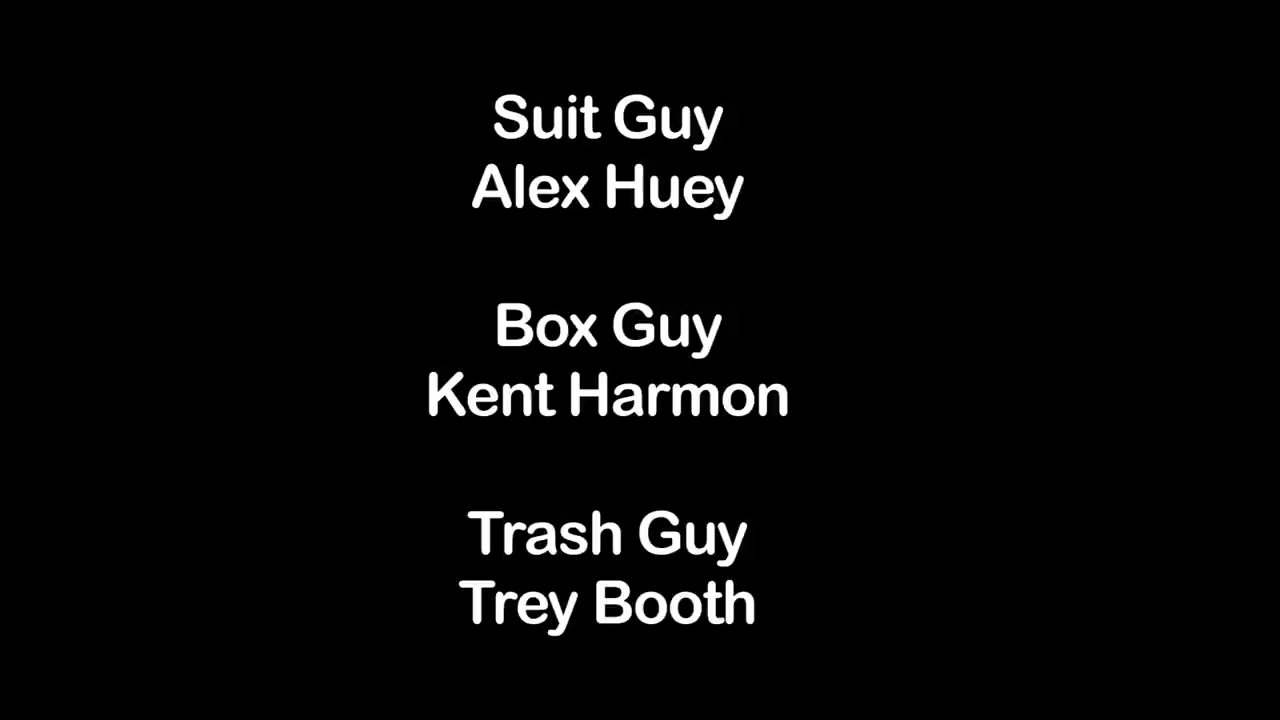 Suit Guy
Alex Huey
Box Guy
Kent Harmon
Trash Guy
Trey Booth